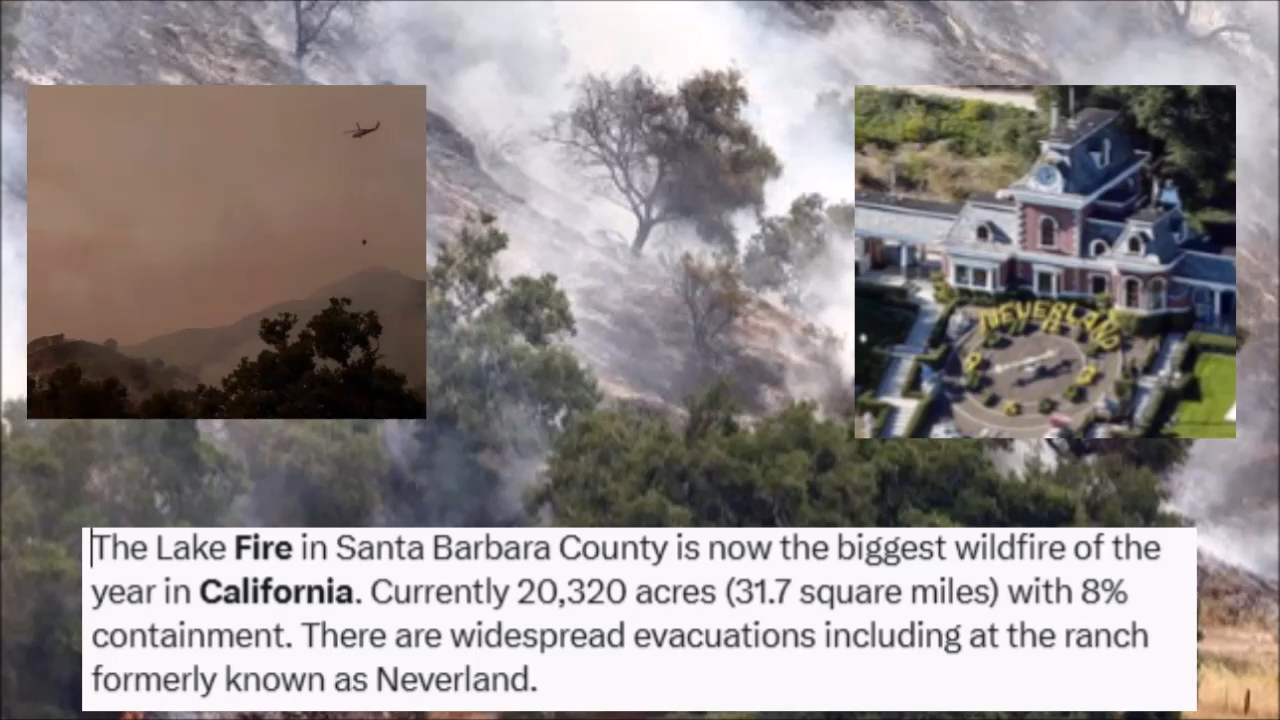 NEVERLAND
The Lake Fire in Santa Barbara County is now the biggest wildfire of the
year in California. Currently 20,320 acres (31.7 square miles) with 8%
containment. There are widespread evacuations including at the ranch
formerly known as Neverland.